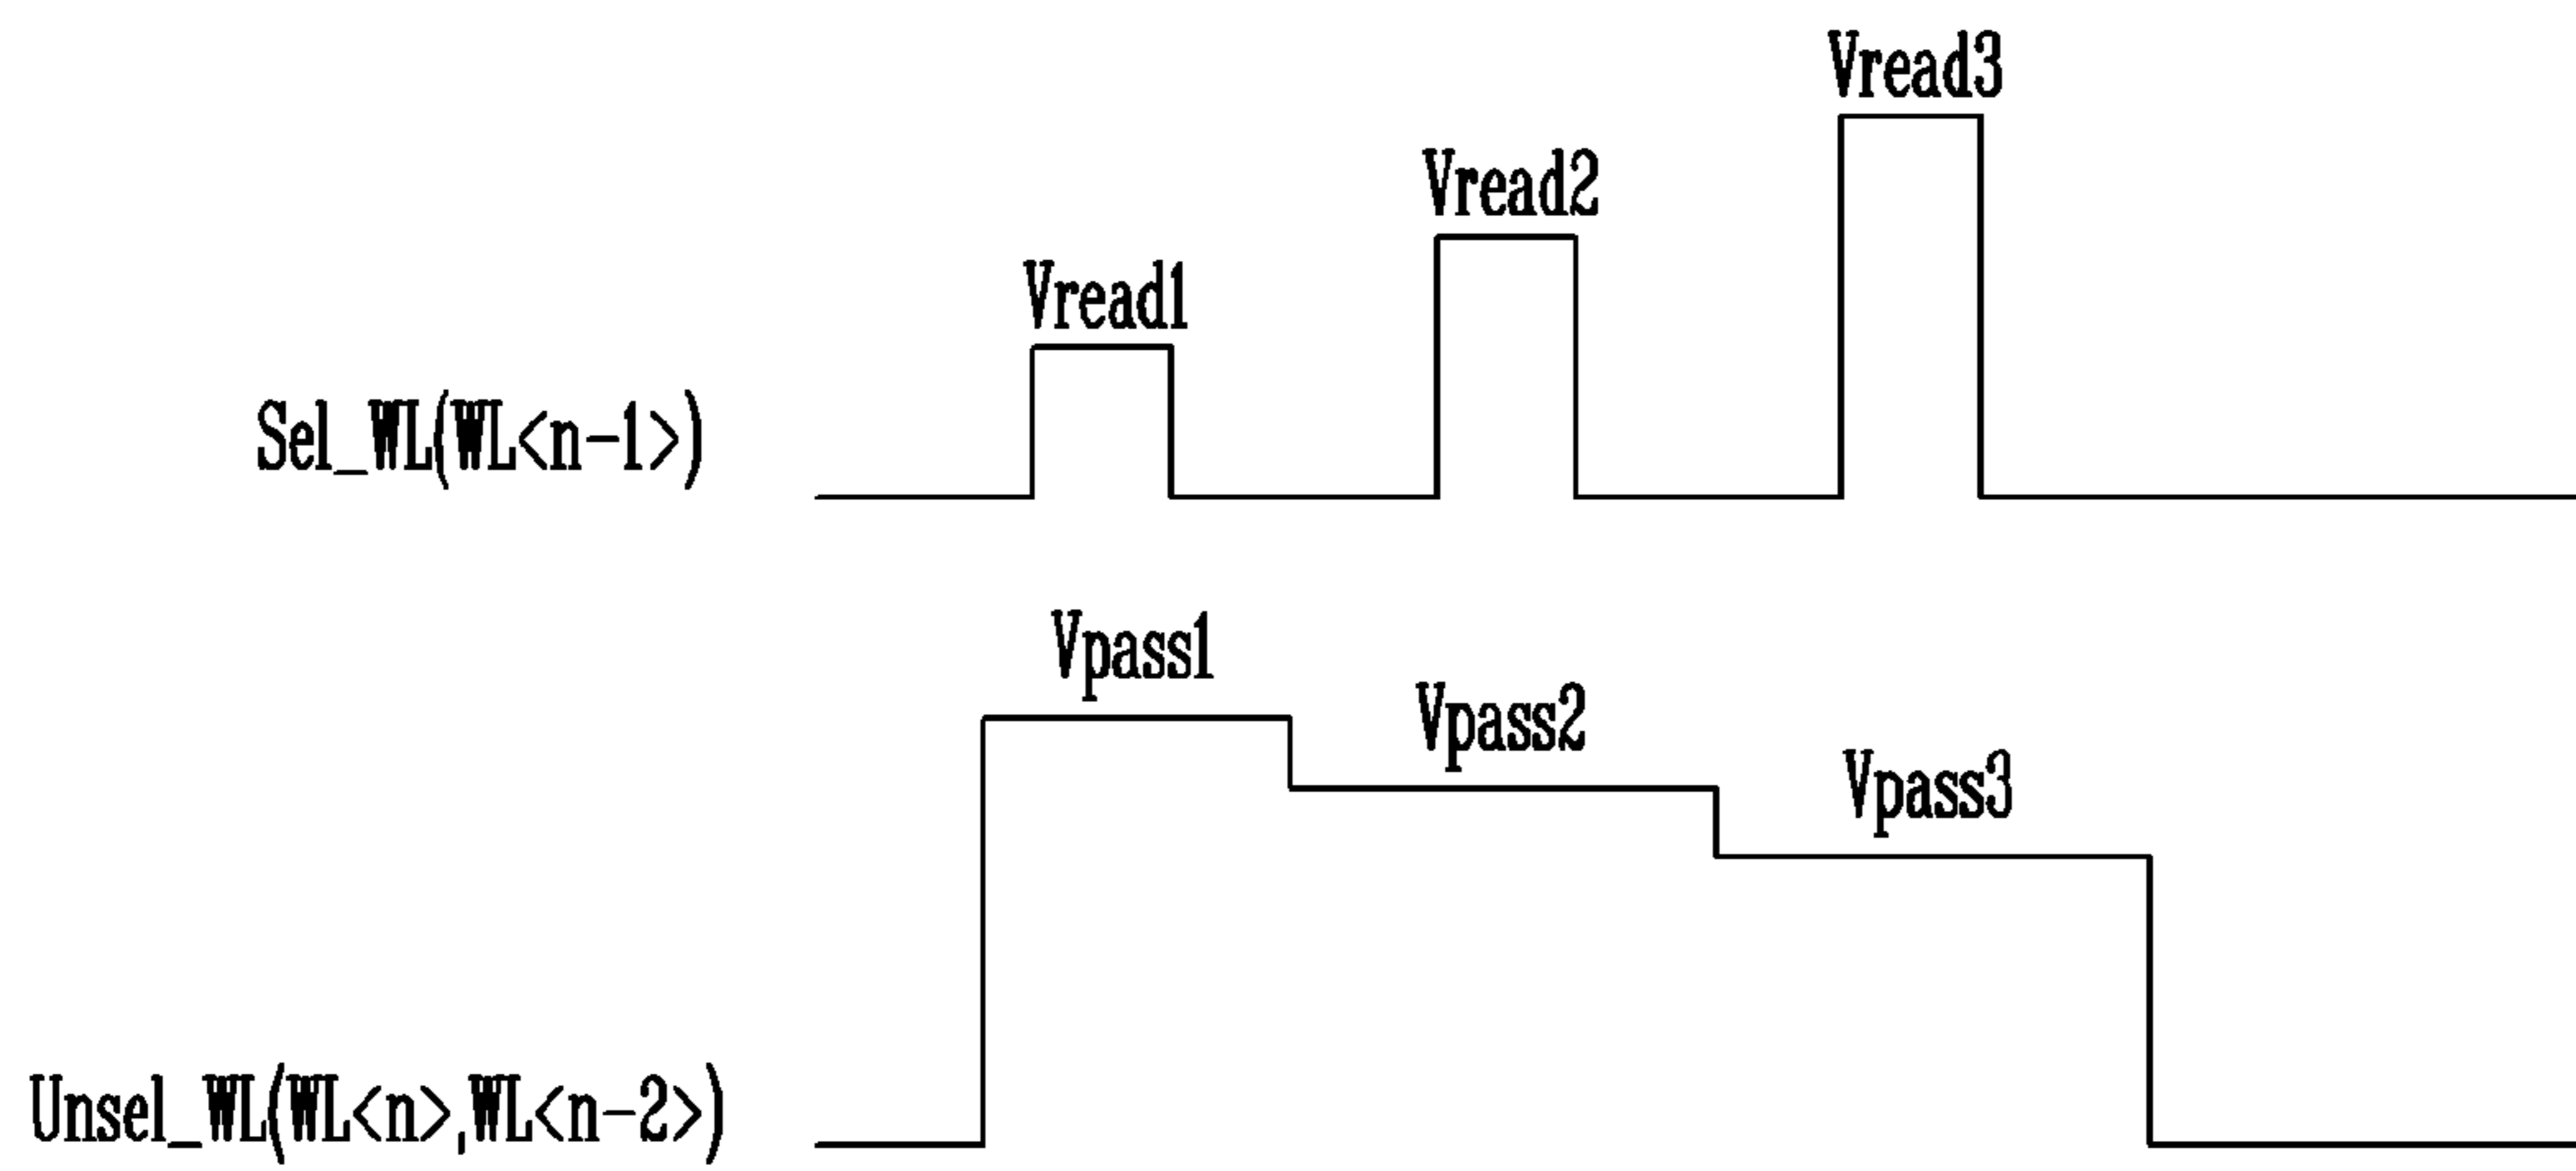 Vread3
Vread2
Vread1
Sel_WL(WL<n-1>)
Vpass1
Vpass2
Vpass3
Unsel_WL(WL<n>,WL<n-2>)